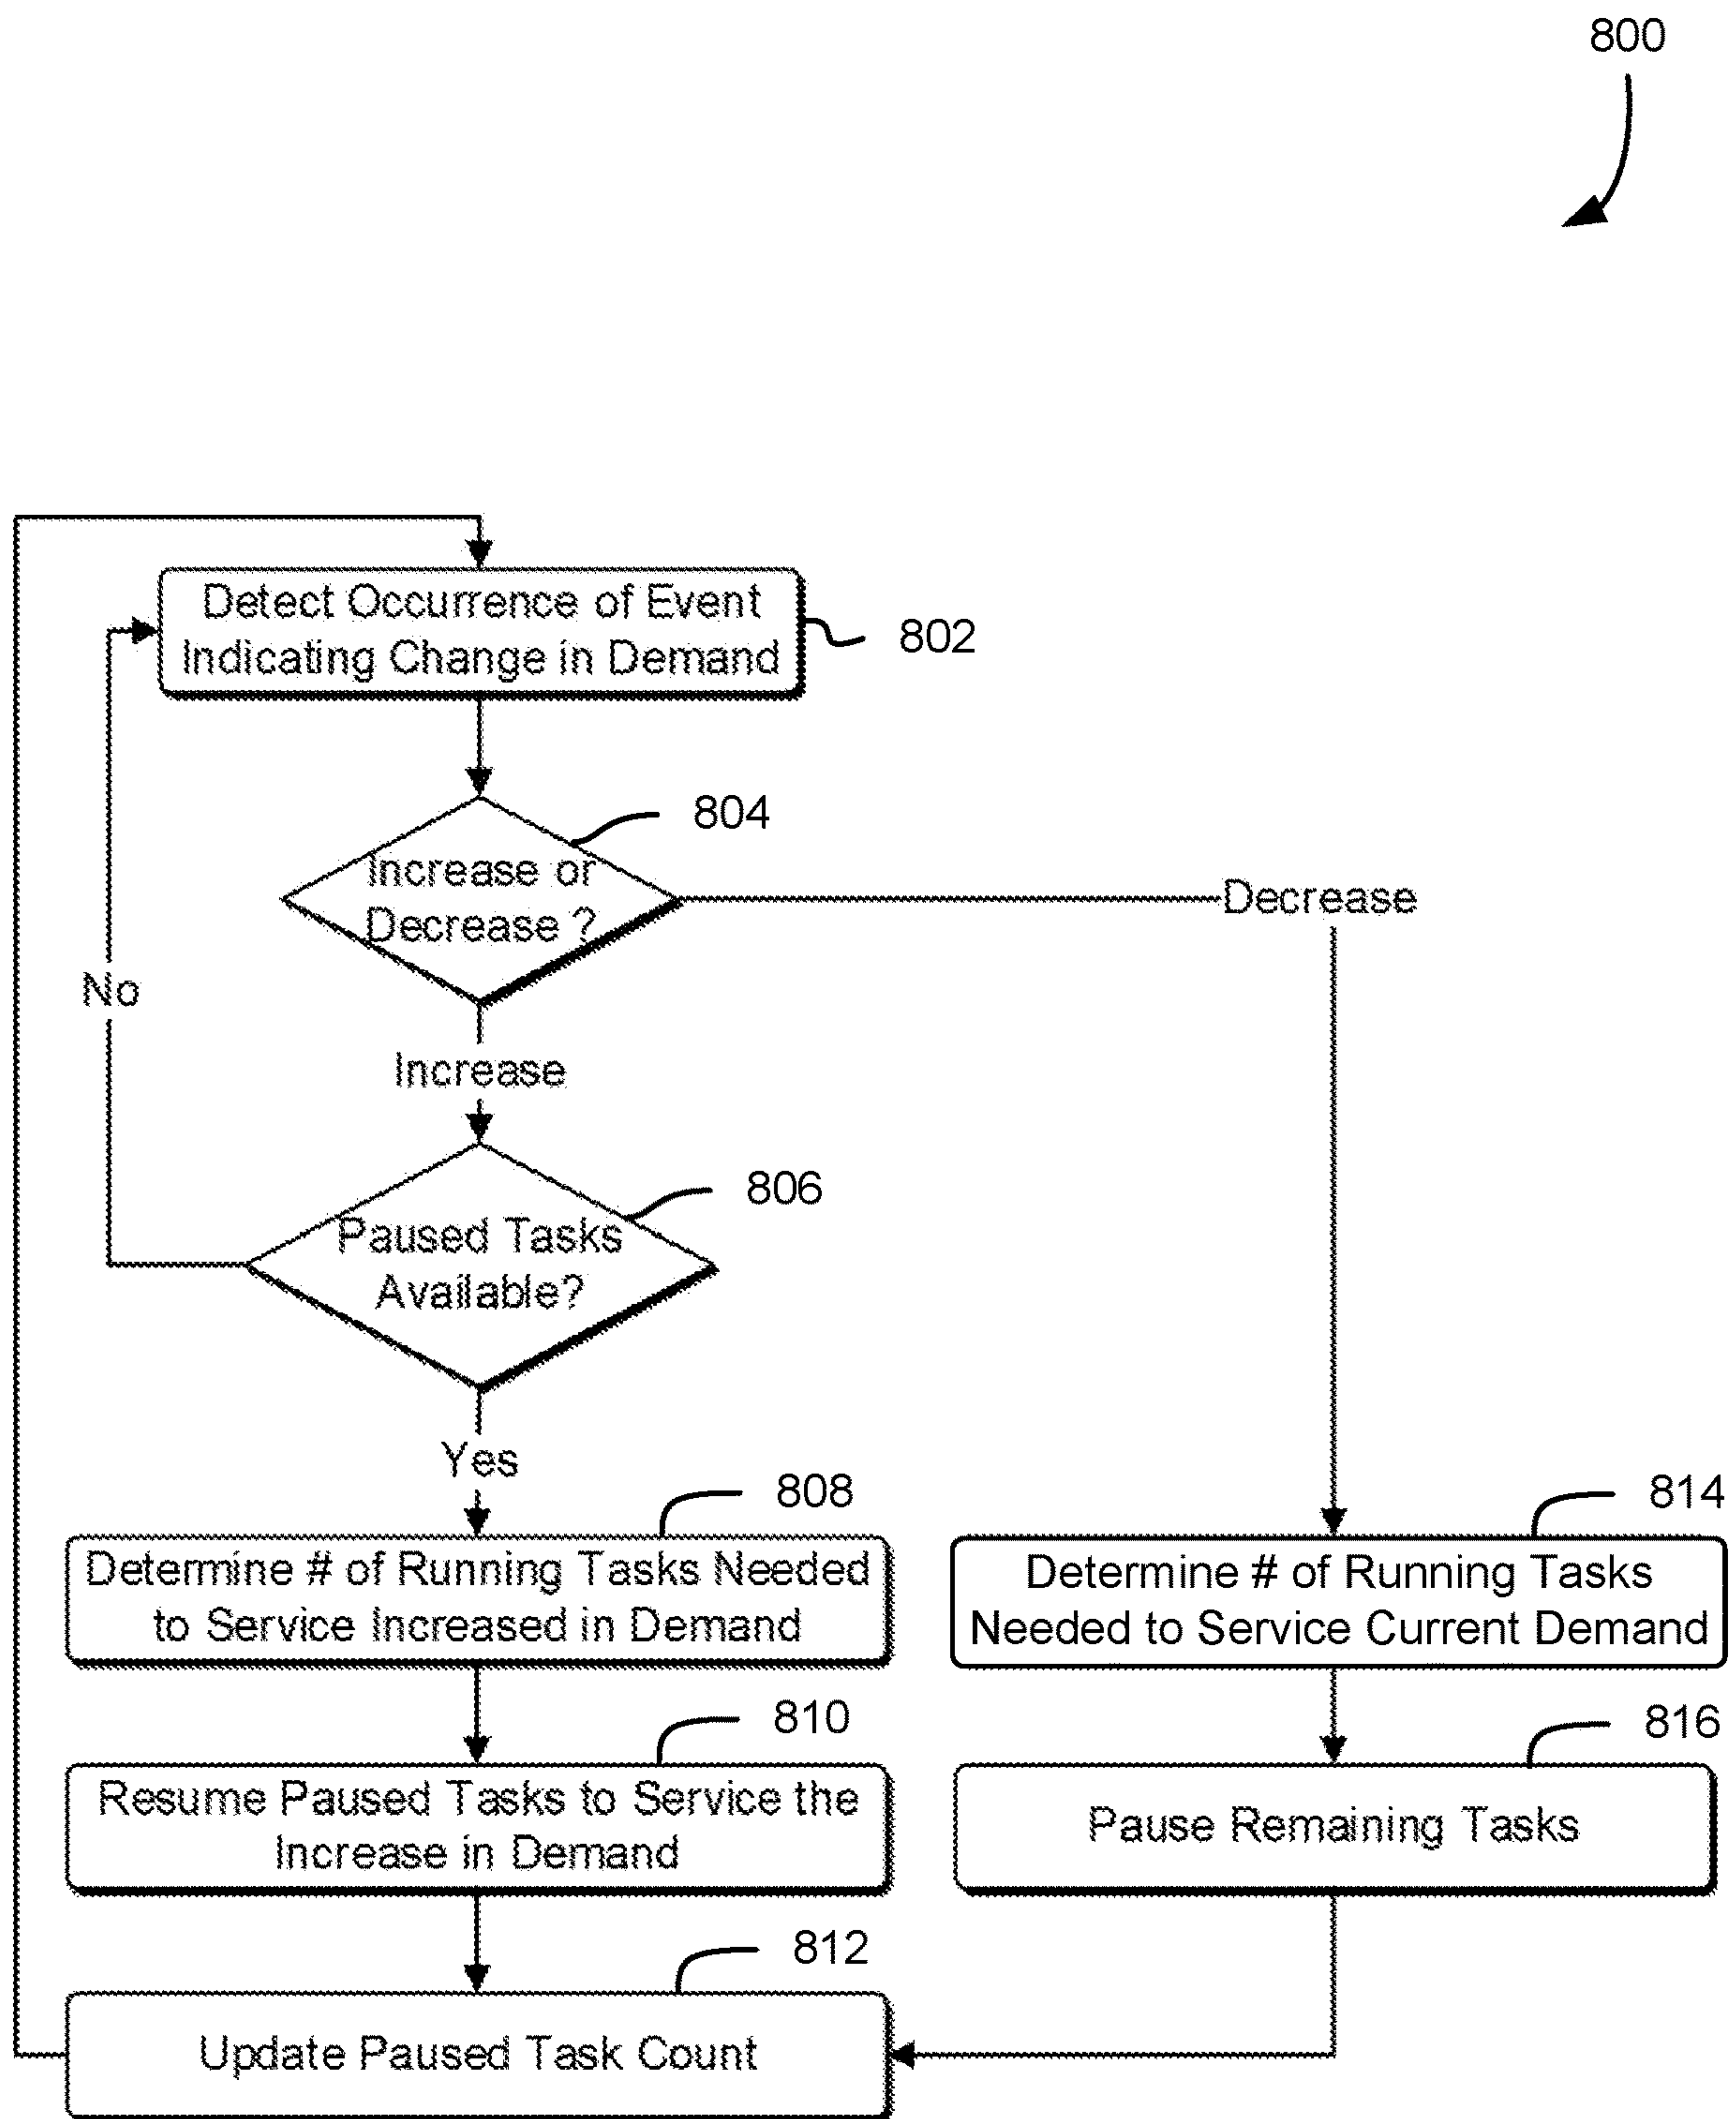 800
Detect Occurrence of Event
Indicating Change in Demand
802
804
Increase or
Decrease ?
Decrease
No
Increase
806
Paused Tasks
Available?
Yes
808
Determine # of Running Tasks Needed
to Service Increased in Demand
814
Determine # of Running Tasks
Needed to Service Current Demand
810
Resume Paused Tasks to Service the
Increase in Demand
816
Pause Remaining Tasks
812
Update Paused Task Count